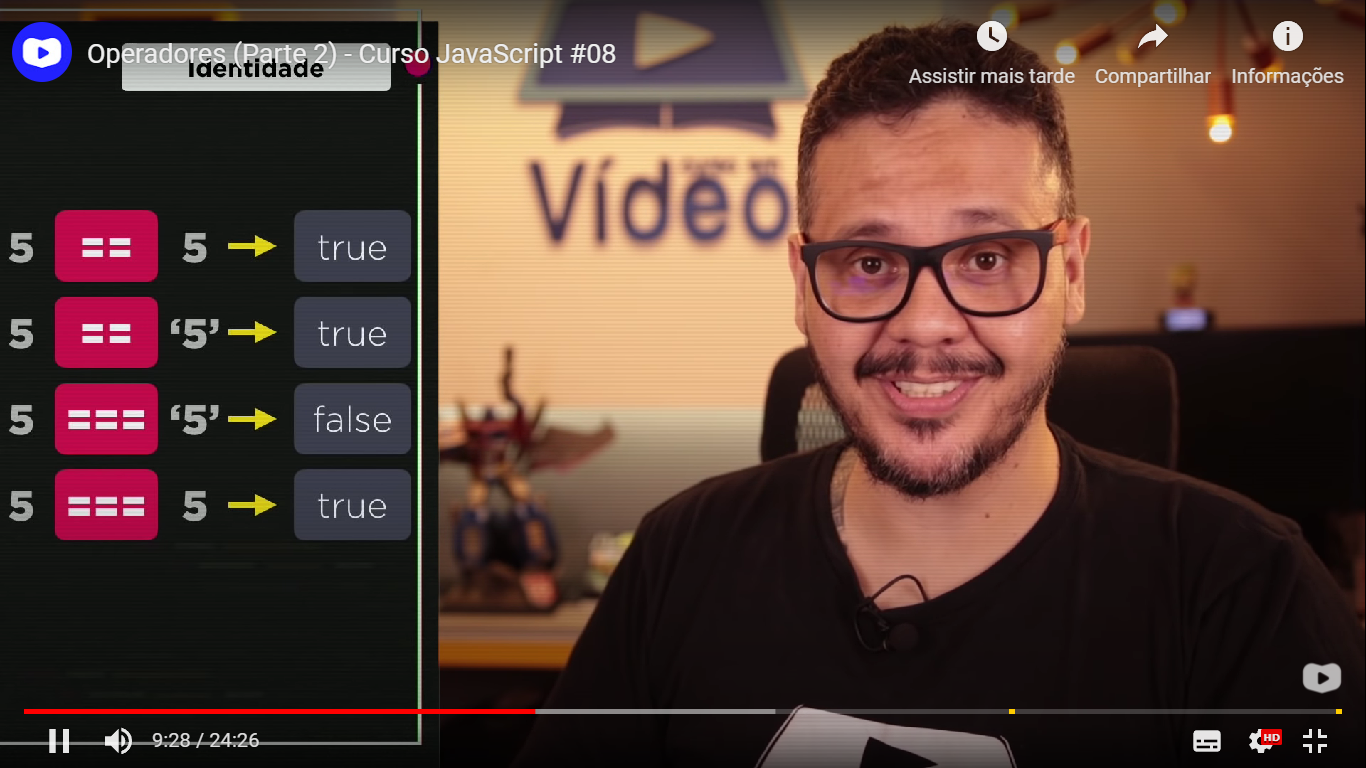 Operadores (Parte 2) - Curso JavaScript #08
Assistir mais tarde
Compartilhar
Informações
Identidade
Vídeo
5 == 5 true
5 == ‘5’ true
5 === ‘5’ false
5 === 5 true
9:28 / 24:26
HD